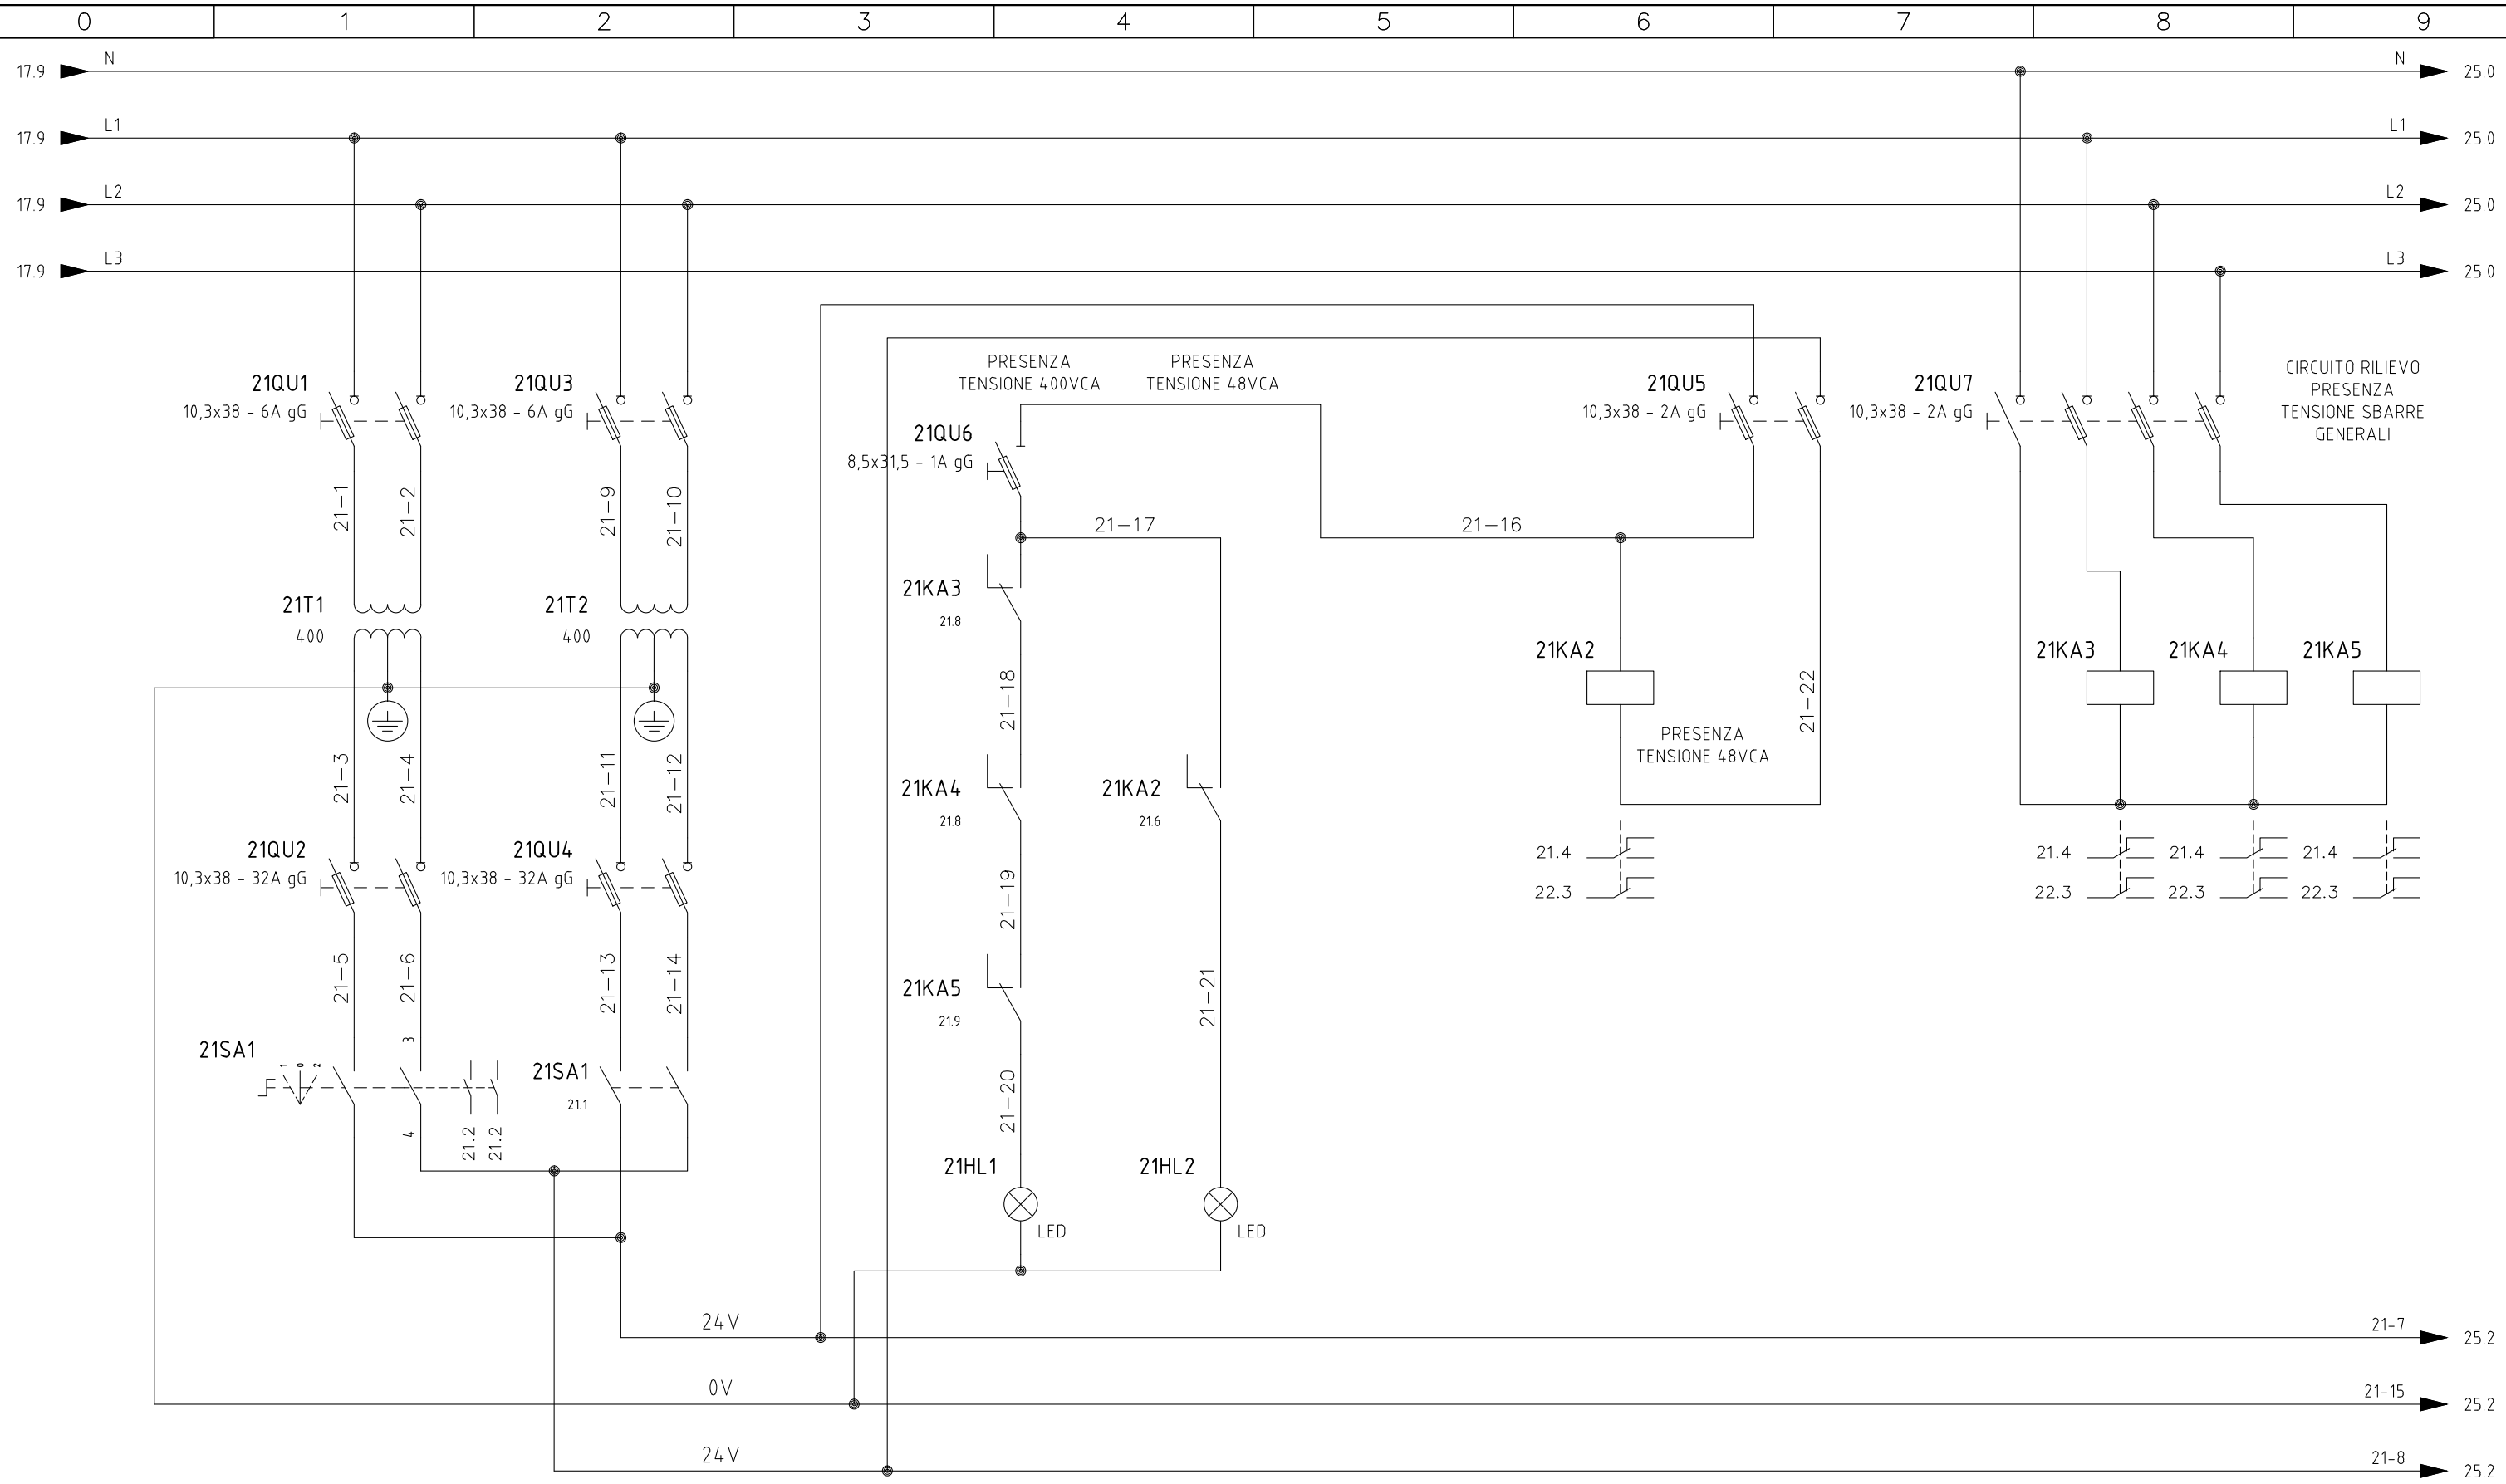 0 1 2 3 4 5 6 7 8 9
17.9 N N 25.0
17.9 L1 L1 25.0
17.9 L2 L2 25.0
17.9 L3 L3 25.0
PRESENZA
TENSIONE 400VCA
PRESENZA
TENSIONE 48VCA
CIRCUITO RILIEVO
PRESENZA
TENSIONE SBARRE
GENERALI
21QU1
10,3x38 - 6A gG
21QU3
10,3x38 - 6A gG
21QU6
8,5x31,5 - 1A gG
21QU5
10,3x38 - 2A gG
21QU7
10,3x38 - 2A gG
21-1
21-2
21-9
21-10
21-17
21-16
21T1
400
21T2
400
21KA3
21.8
21KA2
21KA3
21KA4
21KA5
21-18
21-22
PRESENZA
TENSIONE 48VCA
21-3
21-4
21-11
21-12
21KA4
21.8
21KA2
21.6
21QU2
10,3x38 - 32A gG
21QU4
10,3x38 - 32A gG
21.4
22.3
21.4
22.3
21.4
22.3
21.4
22.3
21-19
21-5
21-6
21-13
21-14
21KA5
21.9
21-21
21SA1
1 0 2
3
4
21.2
21.2
21SA1
21.1
21-20
21HL1
LED
21HL2
LED
24V 21-7 25.2
0V 21-15 25.2
24V 21-8 25.2